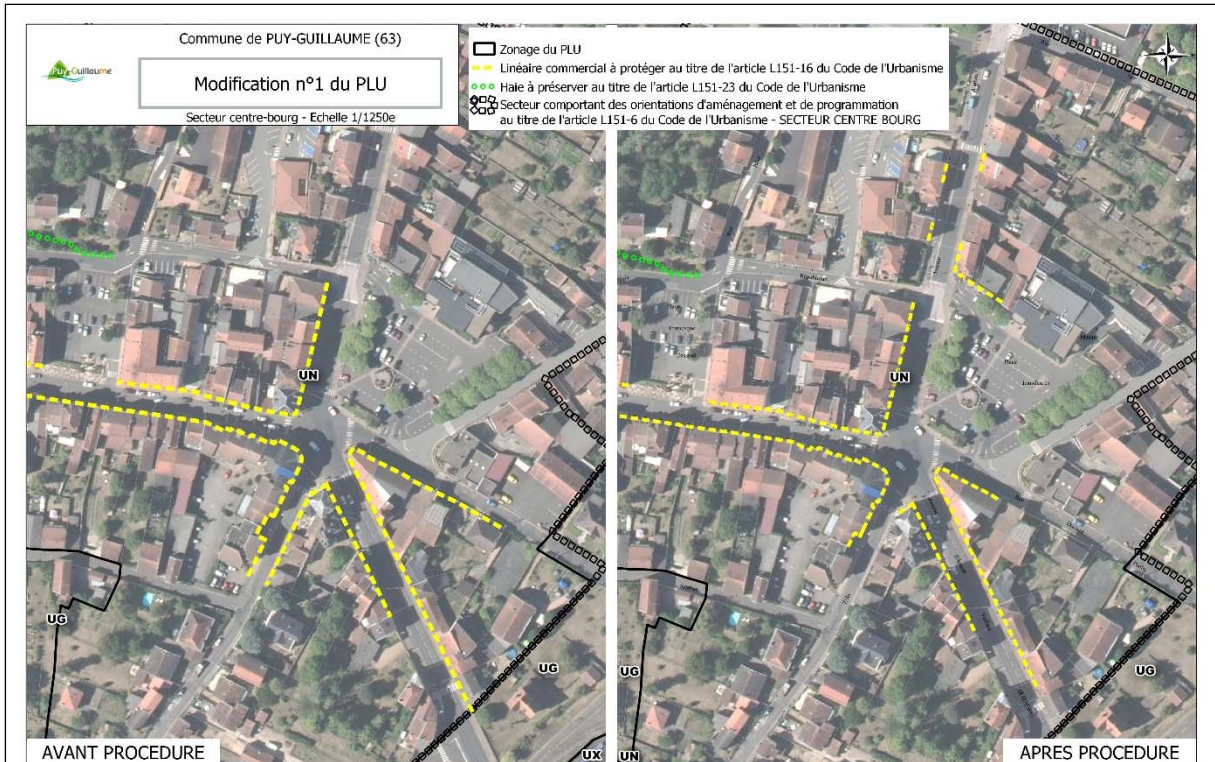 Commune de PUY-GUILLAUME (63)
Puy-Guillaume
Modification n°1 du PLU
Secteur centre-bourg - Echelle 1/1250e
Zonage du PLU
Linéaire commercial à protéger au titre de l'article L151-16 du Code de l'Urbanisme
Haie à préserver au titre de l'article L151-23 du Code de l'Urbanisme
Secteur comportant des orientations d'aménagement et de programmation
au titre de l'article L151-6 du Code de l'Urbanisme - SECTEUR CENTRE BOURG
UN
UG
UG
UX
AVANT PROCEDURE
UN
UG
UG
UN
APRES PROCEDURE